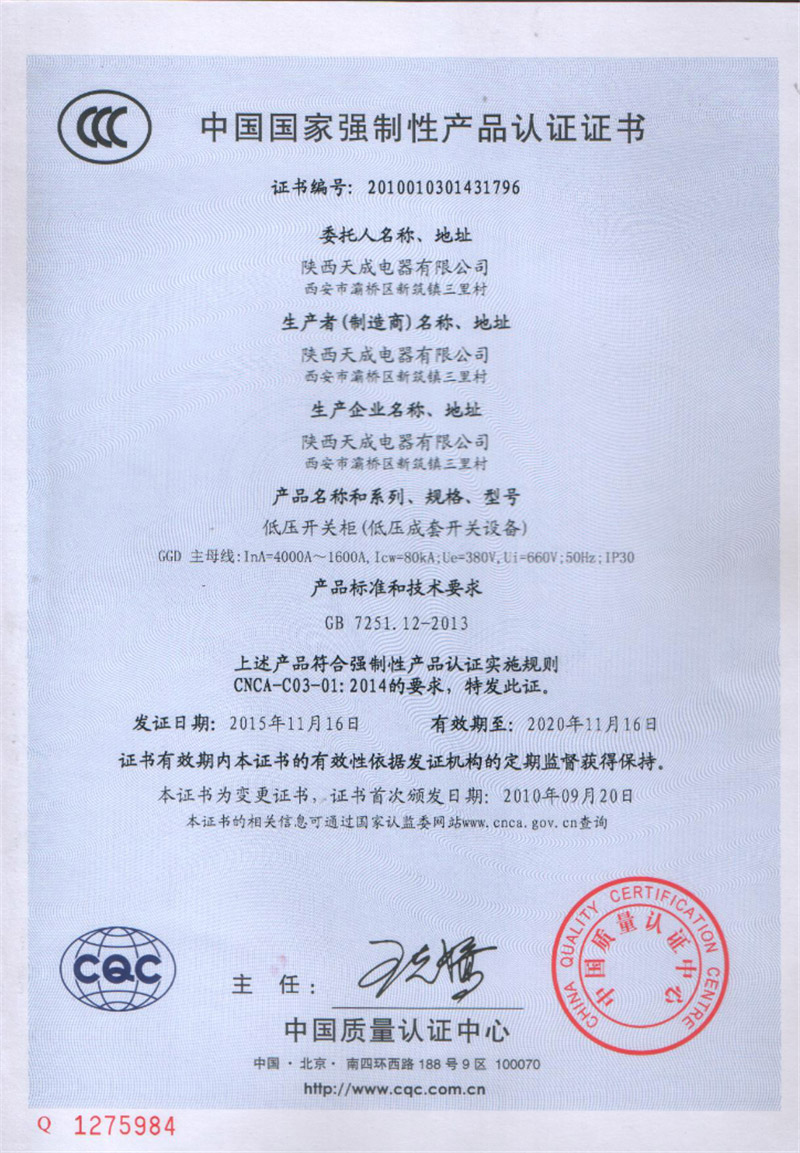 CCC
中国国家强制性产品认证证书
证书编号: 2010010301431796
委托人名称、地址
陕西天成电器有限公司
西安市灞桥区新筑镇三里村
生产者(制造商)名称、地址
陕西天成电器有限公司
西安市灞桥区新筑镇三里村
生产企业名称、地址
陕西天成电器有限公司
西安市灞桥区新筑镇三里村
产品名称和系列、规格、型号
低压开关柜(低压成套开关设备)
GGD 主母线:InA=4000A～1600A,Icw=80kA;Ue=380V,Ui=660V;50Hz;IP30
产品标准和技术要求
GB 7251.12-2013
上述产品符合强制性产品认证实施规则
CNCA-C03-01:2014的要求，特发此证。
发证日期: 2015年11月16日 有效期至: 2020年11月16日
证书有效期内本证书的有效性依据发证机构的定期监督获得保持。
本证书为变更证书，证书首次颁发日期: 2010年09月20日
本证书的相关信息可通过国家认监委网站www.cnca.gov.cn查询
CQC
主 任:
CHINA QUALITY CERTIFICATION CENTRE
中国质量认证中心
中国质量认证中心
中国·北京· 南四环西路 188 号 9 区 100070
http://www.cqc.com.cn
Q 1275984